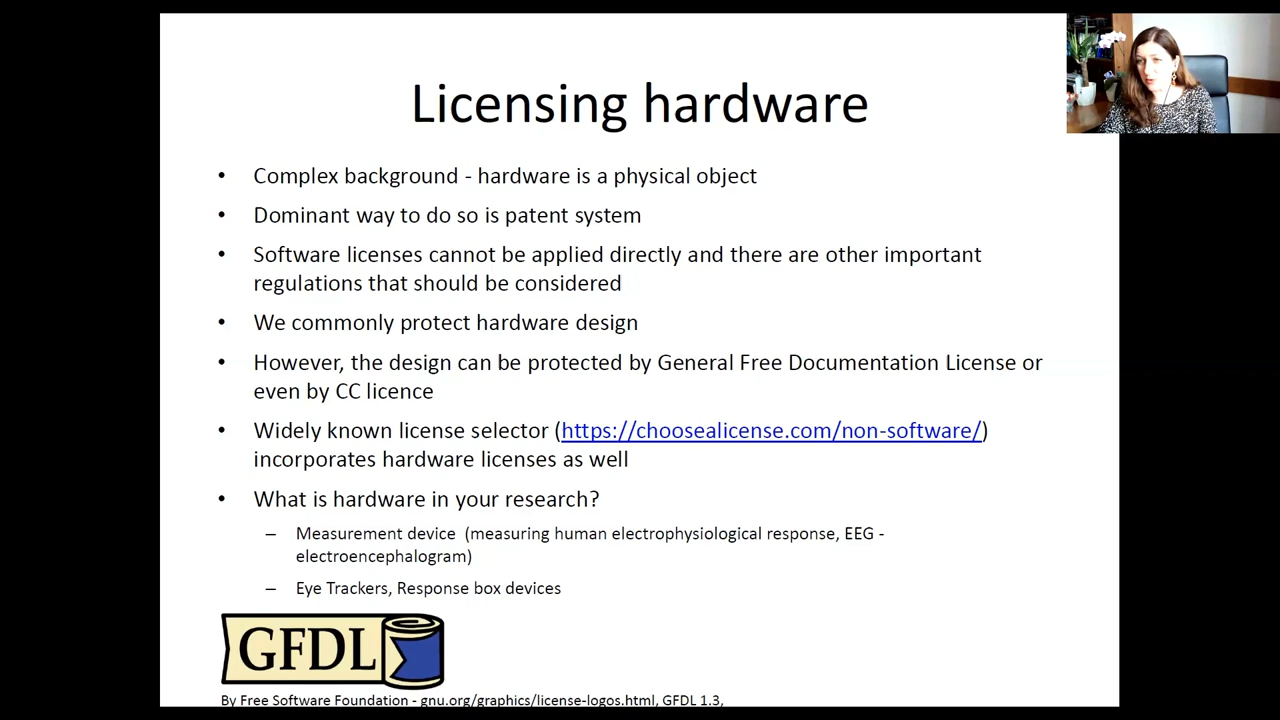 Licensing hardware
• Complex background - hardware is a physical object
• Dominant way to do so is patent system
• Software licenses cannot be applied directly and there are other important
regulations that should be considered
• We commonly protect hardware design
• However, the design can be protected by General Free Documentation License or
even by CC licence
• Widely known license selector (https://choosealicense.com/non-software/)
incorporates hardware licenses as well
• What is hardware in your research?
– Measurement device (measuring human electrophysiological response, EEG -
electroencephalogram)
– Eye Trackers, Response box devices
GFDL
By Free Software Foundation - gnu.org/graphics/license-logos.html, GFDL 1.3,